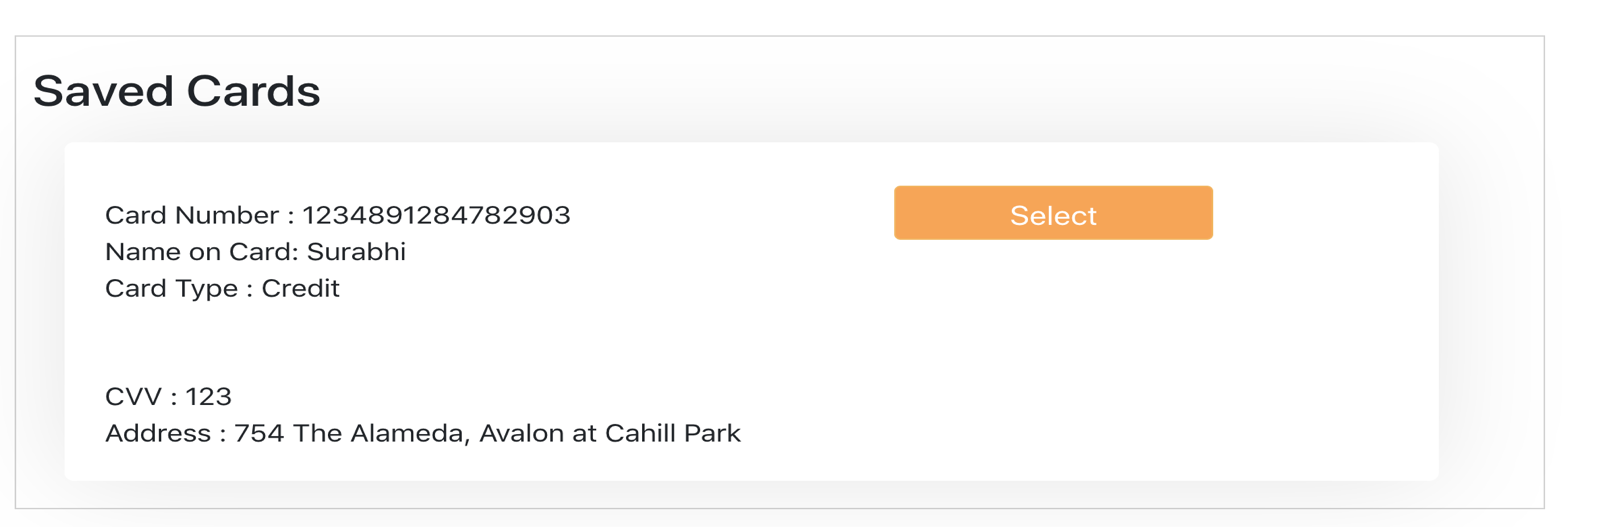 Saved Cards
Card Number : 1234891284782903
Select
Name on Card: Surabhi
Card Type : Credit
CVV : 123
Address : 754 The Alameda, Avalon at Cahill Park